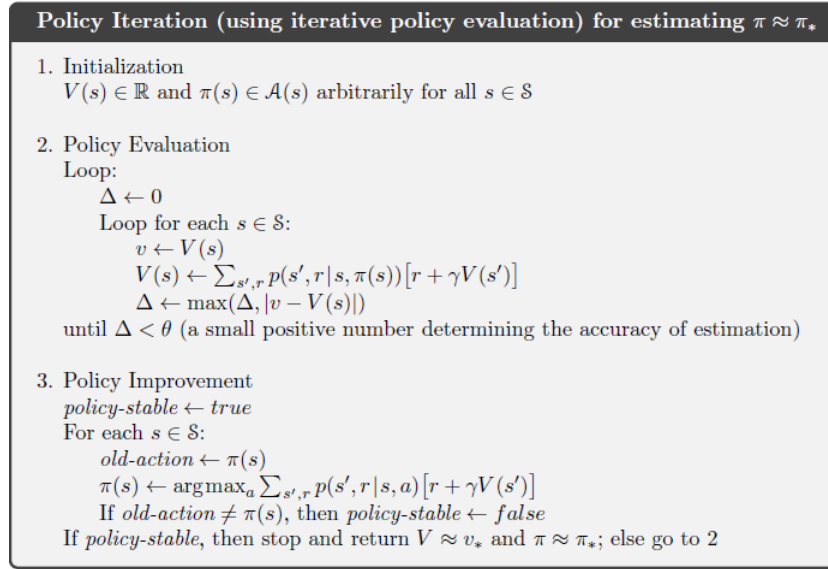 Policy Iteration (using iterative policy evaluation) for estimating π ≈ π∗
1. Initialization
V(s) ∈ ℝ and π(s) ∈ 𝒜(s) arbitrarily for all s ∈ 𝒮
2. Policy Evaluation
Loop:
Δ ← 0
Loop for each s ∈ 𝒮:
v ← V(s)
V(s) ← ∑_{s′,r} p(s′, r|s, π(s)) [r + γV(s′)]
Δ ← max(Δ, |v − V(s)|)
until Δ < θ (a small positive number determining the accuracy of estimation)
3. Policy Improvement
policy-stable ← true
For each s ∈ 𝒮:
old-action ← π(s)
π(s) ← argmax_a ∑_{s′,r} p(s′, r|s, a) [r + γV(s′)]
If old-action ≠ π(s), then policy-stable ← false
If policy-stable, then stop and return V ≈ v∗ and π ≈ π∗; else go to 2